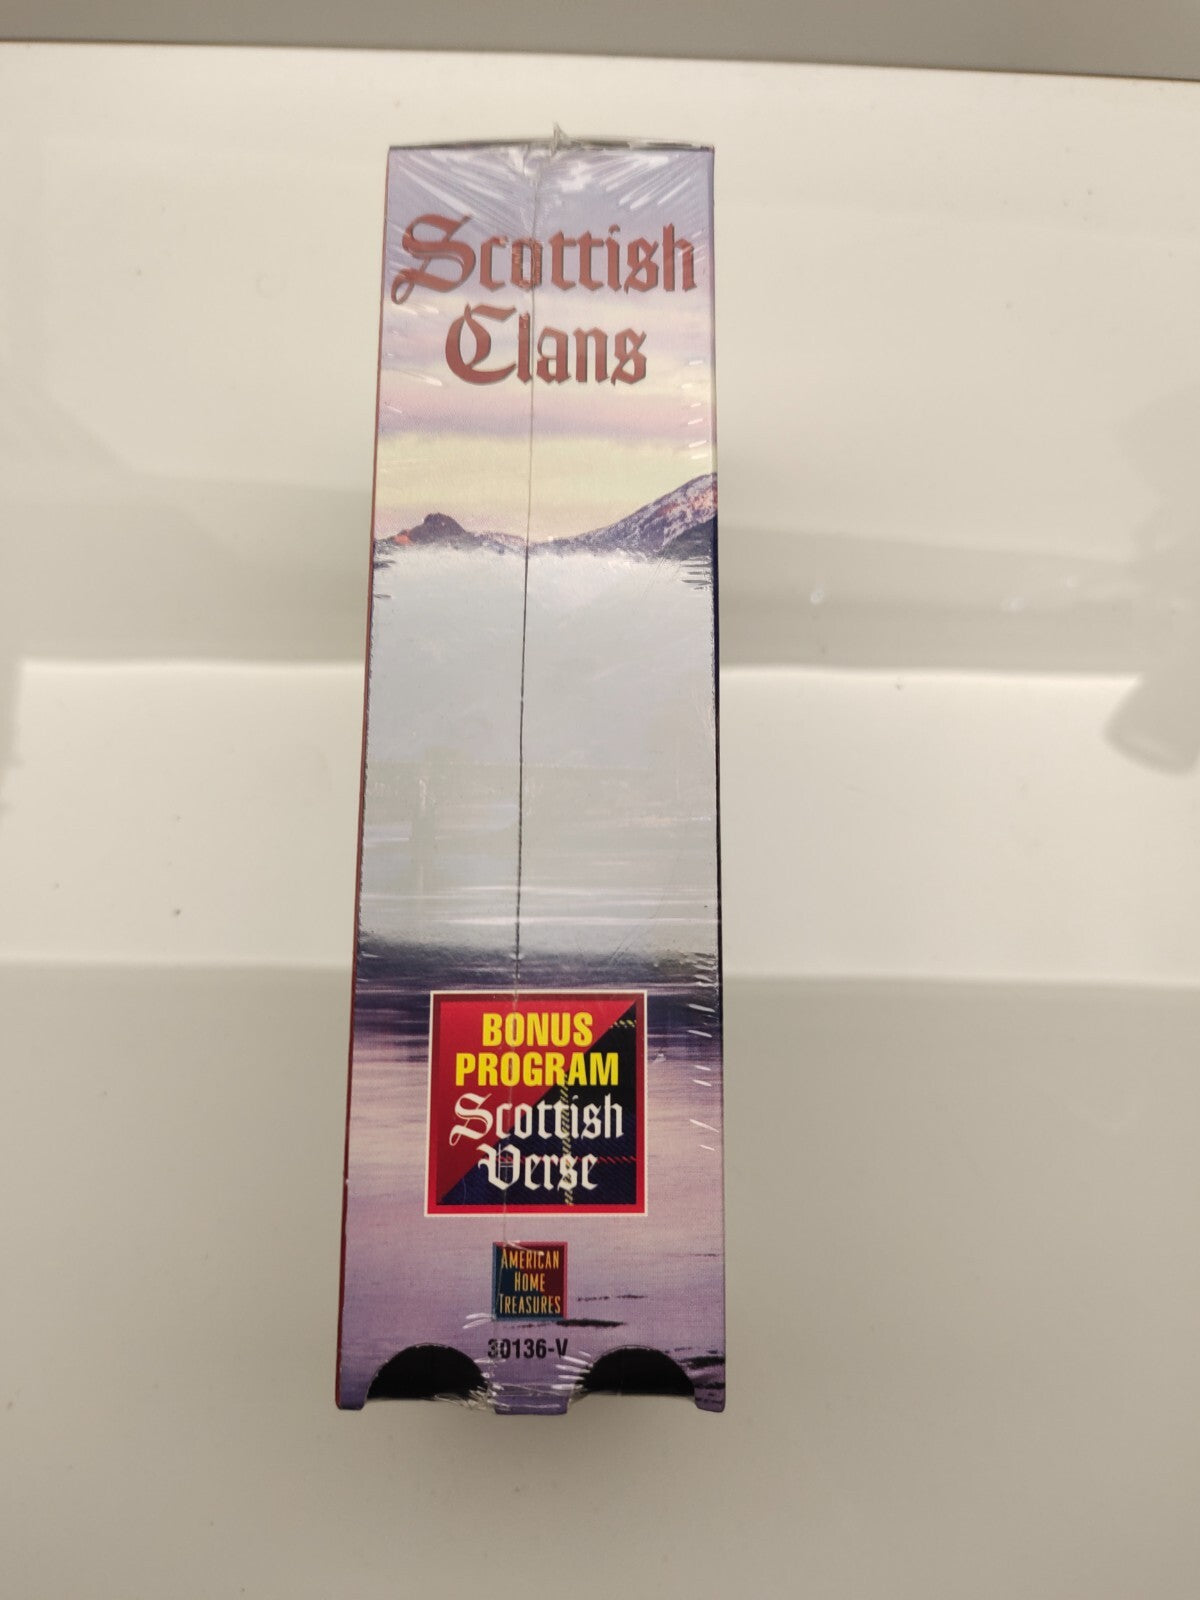 Scottish
Clans
BONUS
PROGRAM
Scottish
Verse
AMERICAN
HOME
TREASURES
30136-V